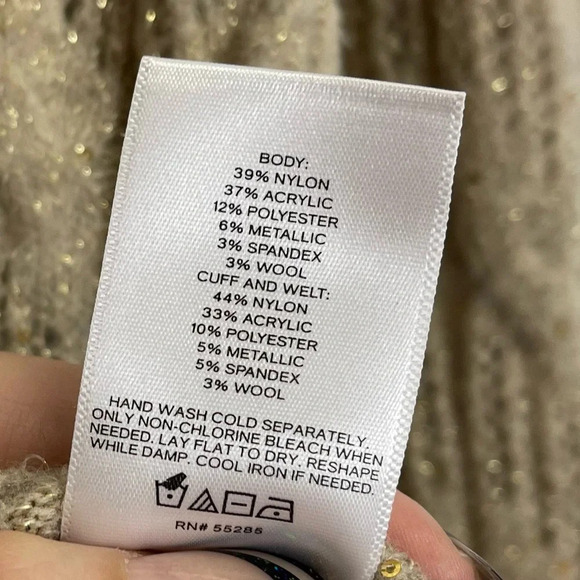 BODY:
39% NYLON
37% ACRYLIC
12% POLYESTER
6% METALLIC
3% SPANDEX
3% WOOL
CUFF AND WELT:
44% NYLON
33% ACRYLIC
10% POLYESTER
5% METALLIC
5% SPANDEX
3% WOOL
HAND WASH COLD SEPARATELY.
ONLY NON-CHLORINE BLEACH WHEN
NEEDED. LAY FLAT TO DRY. RESHAPE
WHILE DAMP. COOL IRON IF NEEDED.
RN# 55285